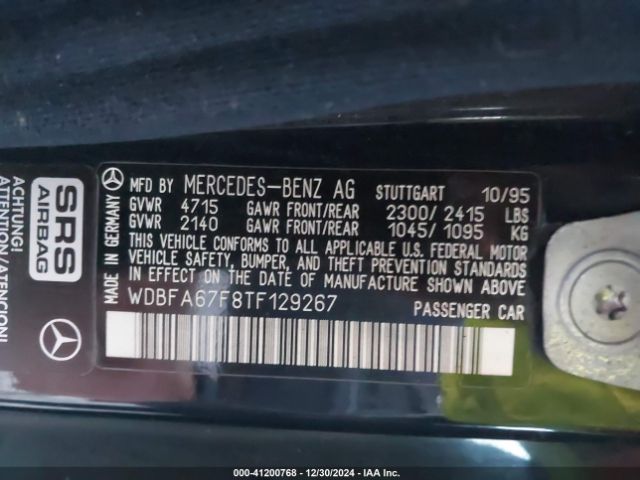 MFD BY MERCEDES-BENZ AG STUTTGART 10/95
GVWR 4715 GAWR FRONT/REAR 2300/ 2415 LBS
GVWR 2140 GAWR FRONT/REAR 1045/ 1095 KG
THIS VEHICLE CONFORMS TO ALL APPLICABLE U.S. FEDERAL MOTOR
VEHICLE SAFETY, BUMPER, AND THEFT PREVENTION STANDARDS
IN EFFECT ON THE DATE OF MANUFACTURE SHOWN ABOVE
WDBFA67F8TF129267 PASSENGER CAR
MADE IN GERMANY
SRS
AIRBAG
ACHTUNG!
ATTENTION/ATENCION!
000-41200768 - 12/30/2024 - IAA Inc.